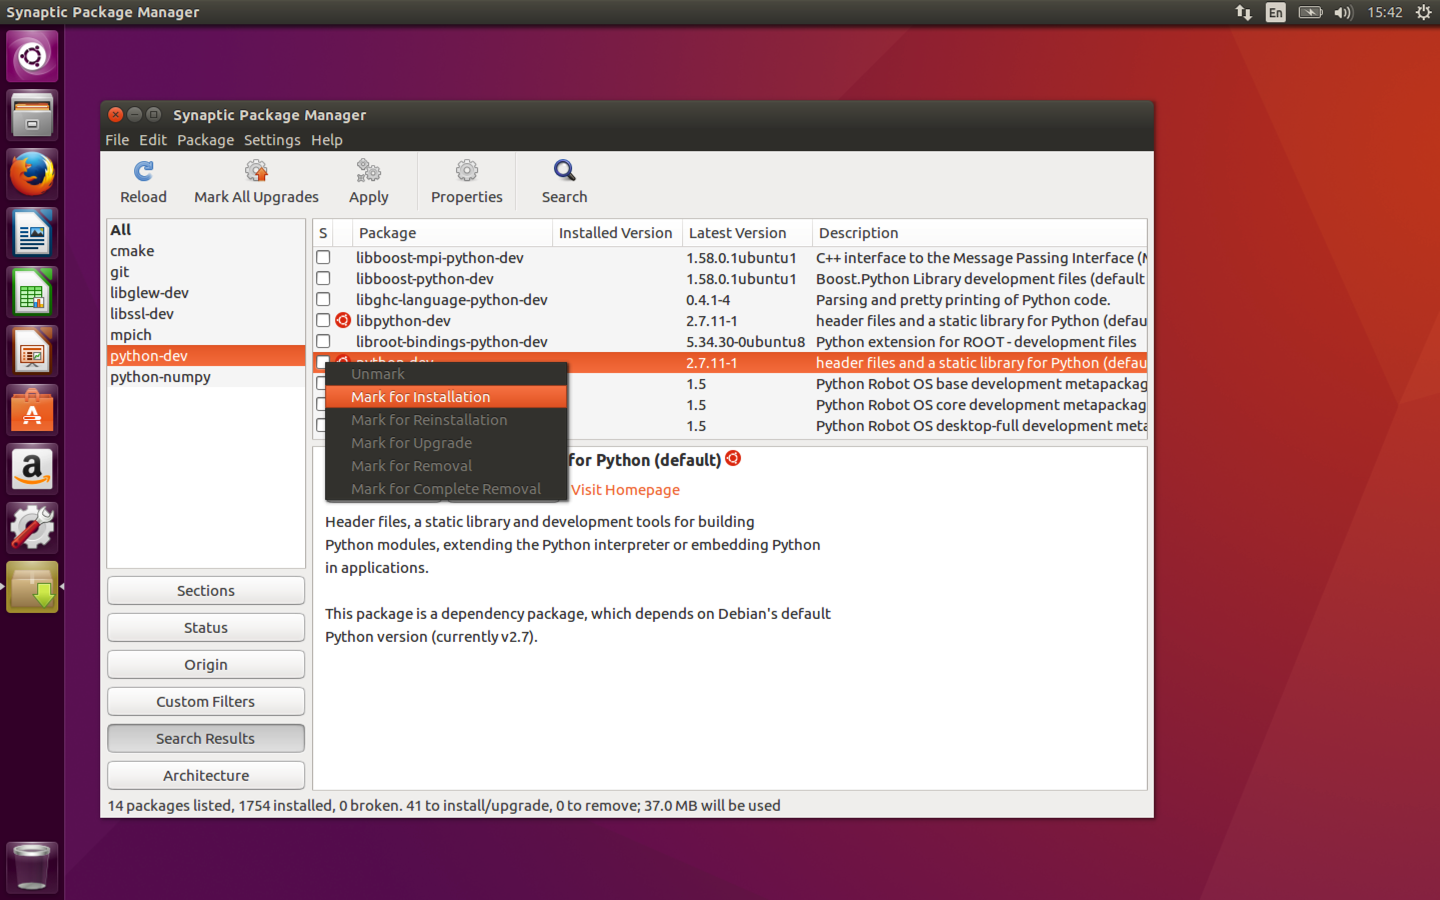 Synaptic Package Manager
En
15:42
Synaptic Package Manager
File Edit Package Settings Help
Reload Mark All Upgrades Apply Properties Search
All
cmake
git
libglew-dev
libssl-dev
mpich
python-dev
python-numpy
S Package Installed Version Latest Version Description
libboost-mpi-python-dev 1.58.0.1ubuntu1 C++ interface to the Message Passing Interface
libboost-python-dev 1.58.0.1ubuntu1 Boost.Python Library development files (default
libghc-language-python-dev 0.4.1-4 Parsing and pretty printing of Python code.
libpython-dev 2.7.11-1 header files and a static library for Python (defau
libroot-bindings-python-dev 5.34.30-0ubuntu8 Python extension for ROOT - development files
python-dev 2.7.11-1 header files and a static library for Python (defau
1.5 Python Robot OS base development metapackag
1.5 Python Robot OS core development metapackag
1.5 Python Robot OS desktop-full development meta
Unmark
Mark for Installation
Mark for Reinstallation
Mark for Upgrade
Mark for Removal
Mark for Complete Removal
for Python (default)
Visit Homepage
Header files, a static library and development tools for building
Python modules, extending the Python interpreter or embedding Python
in applications.
This package is a dependency package, which depends on Debian's default
Python version (currently v2.7).
Sections
Status
Origin
Custom Filters
Search Results
Architecture
14 packages listed, 1754 installed, 0 broken. 41 to install/upgrade, 0 to remove; 37.0 MB will be used